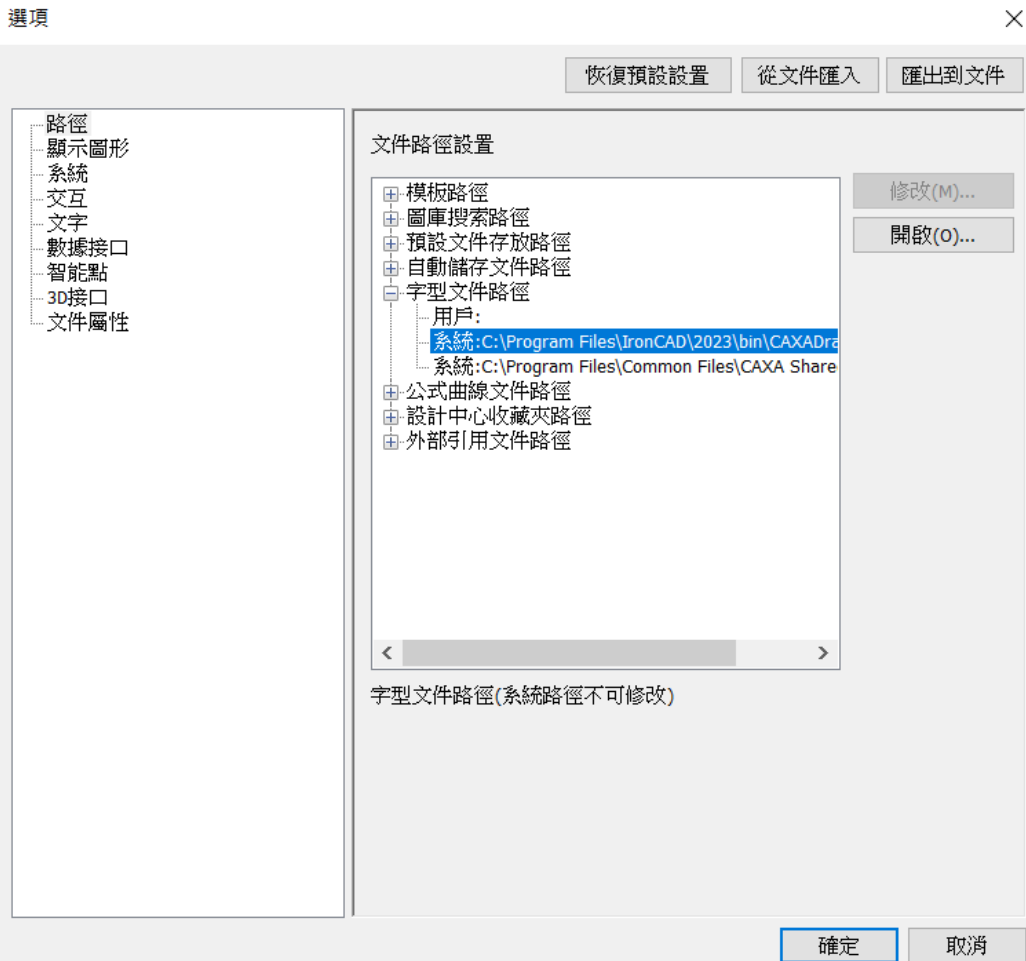 選項
恢復預設設置
從文件匯入
匯出到文件
路徑
顯示圖形
系統
交互
文字
數據接口
智能點
3D接口
文件屬性
文件路徑設置
模板路徑
圖庫搜索路徑
預設文件存放路徑
自動儲存文件路徑
字型文件路徑
用戶:
系統:C:\Program Files\IronCAD\2023\bin\CAXADra
系統:C:\Program Files\Common Files\CAXA Share
公式曲線文件路徑
設計中心收藏夾路徑
外部引用文件路徑
修改(M)...
開啟(O)...
字型文件路徑(系統路徑不可修改)
確定
取消